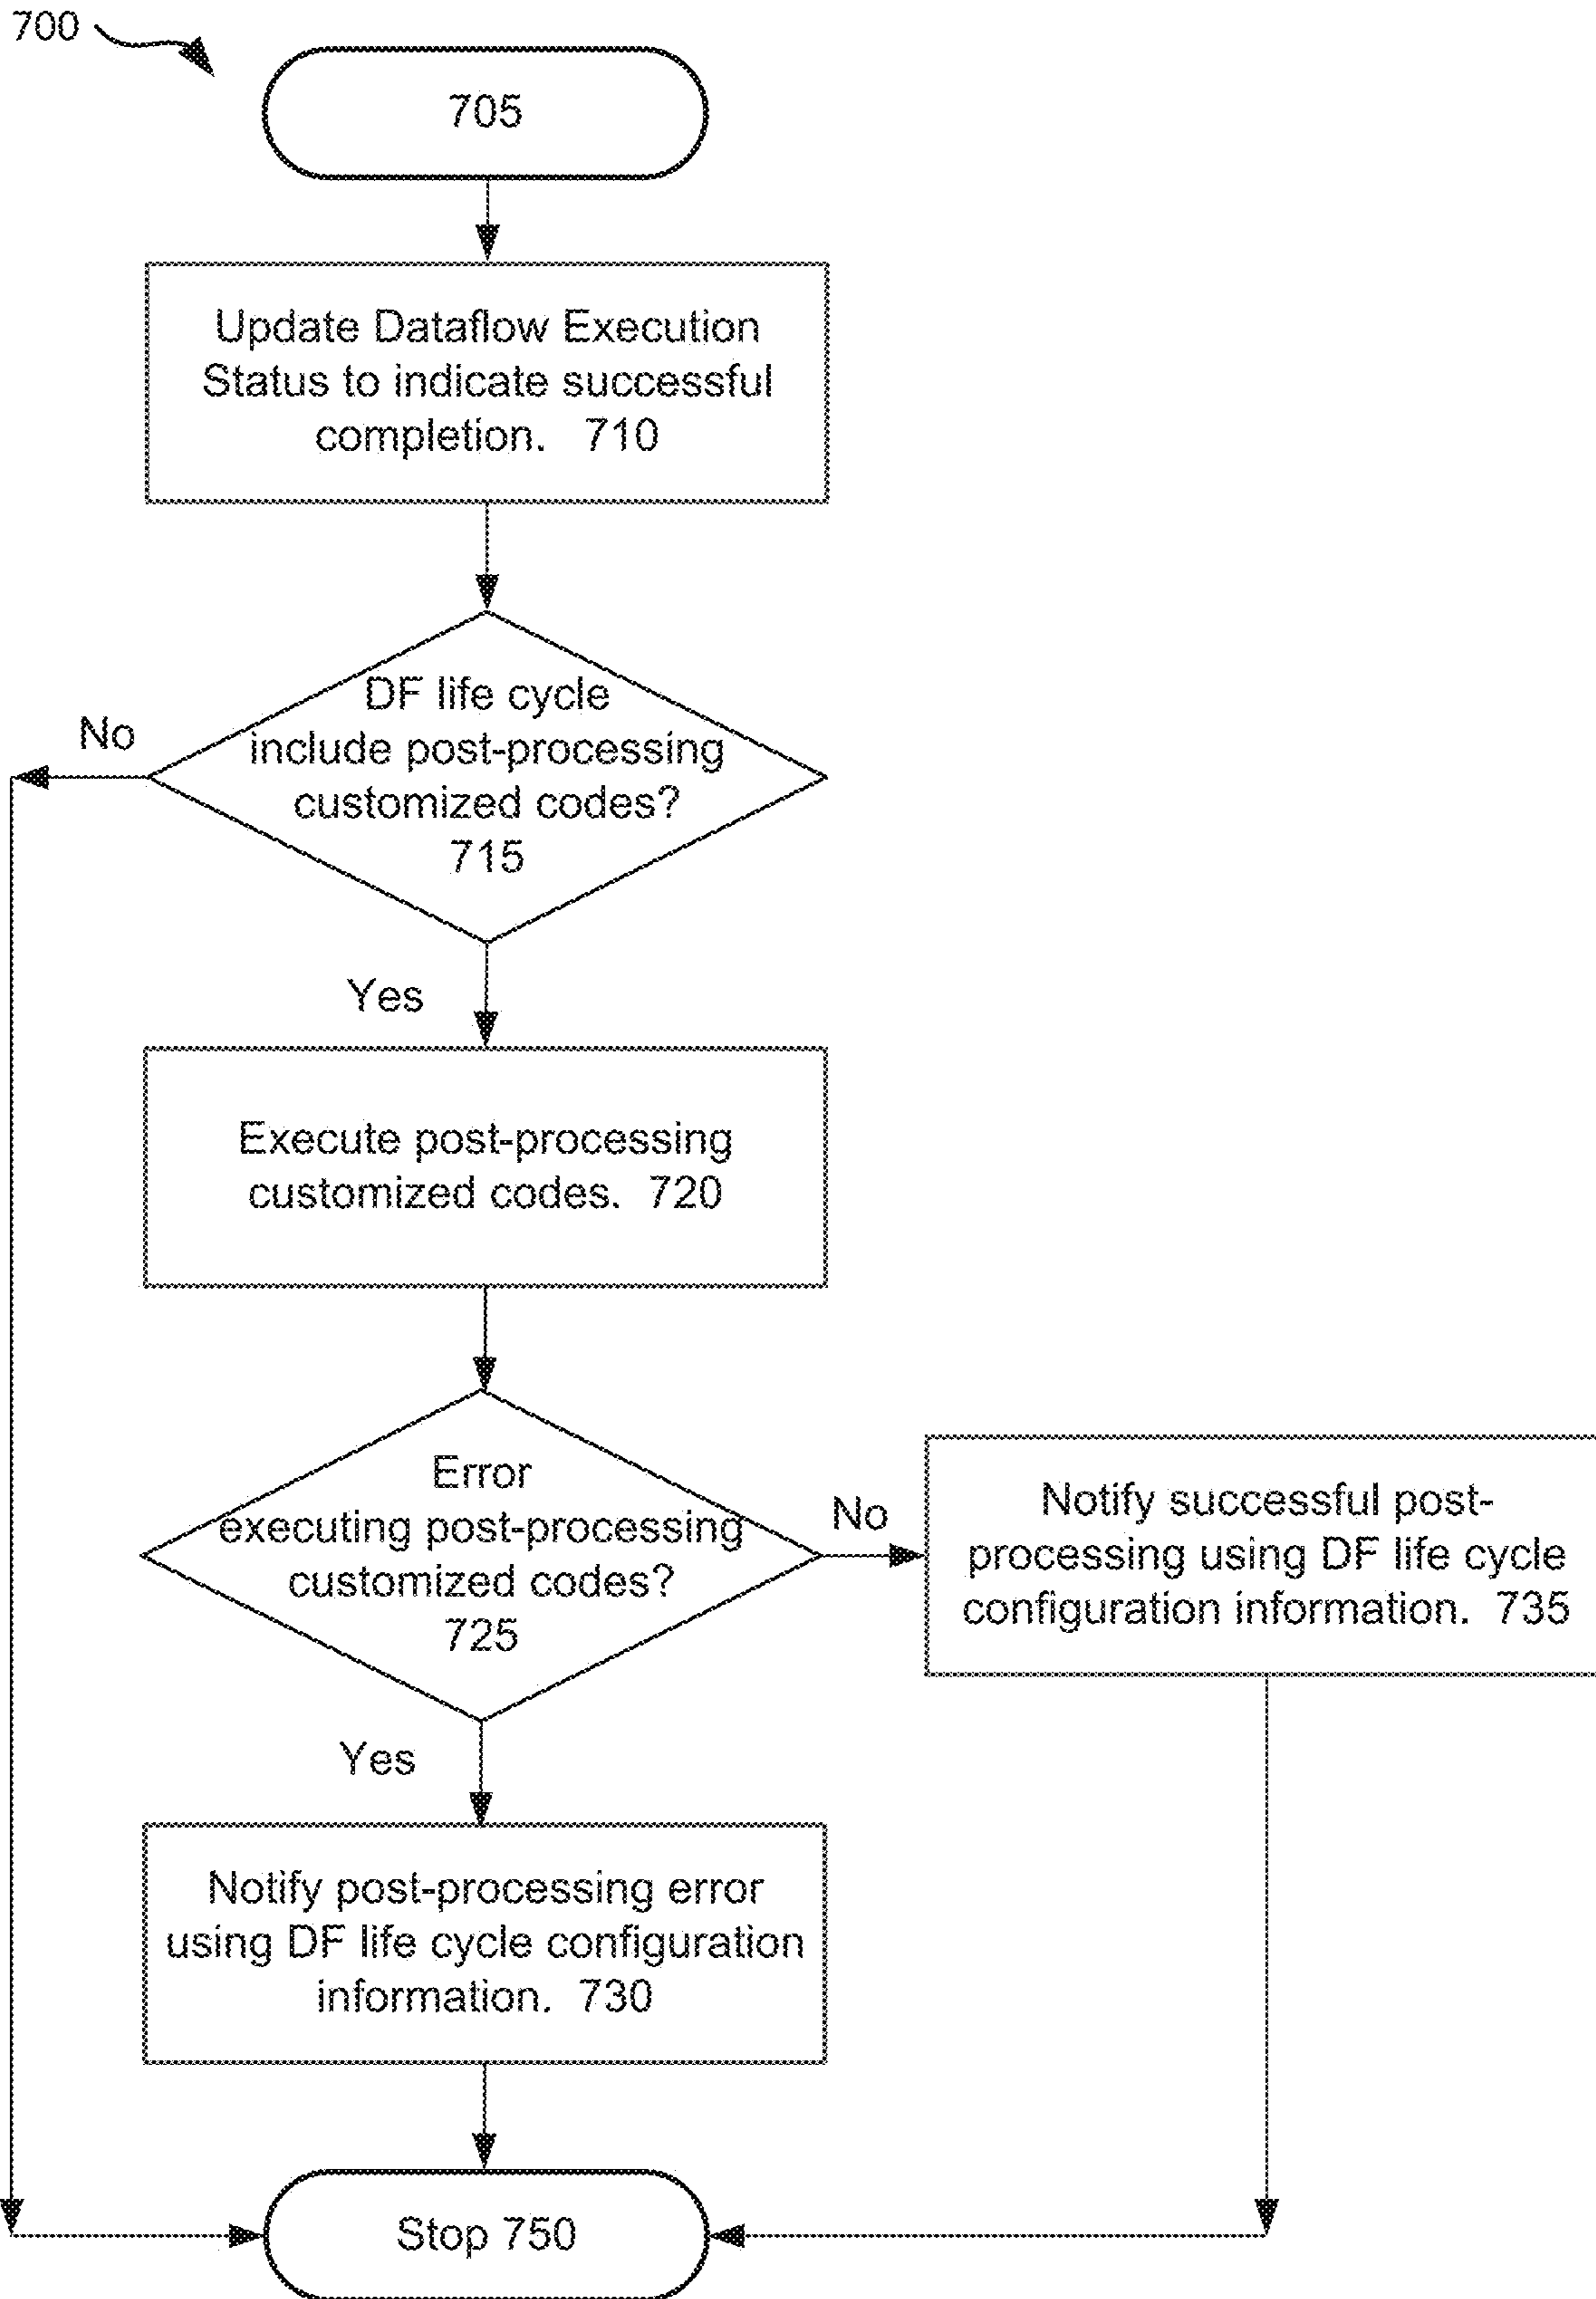 700
705
Update Dataflow Execution
Status to indicate successful
completion. 710
DF life cycle
include post-processing
customized codes?
715
No
Yes
Execute post-processing
customized codes. 720
Error
executing post-processing
customized codes?
725
No
Notify successful post-
processing using DF life cycle
configuration information. 735
Yes
Notify post-processing error
using DF life cycle configuration
information. 730
Stop 750